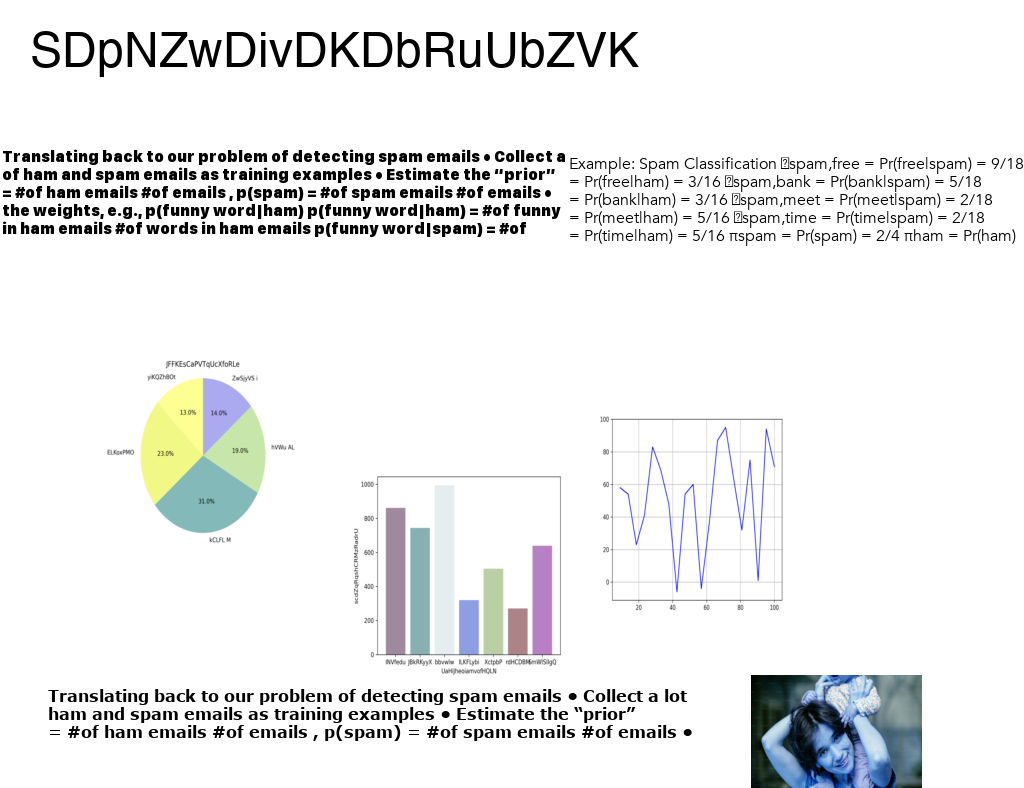 SDpNZwDivDKDbRuUbZVK
Translating back to our problem of detecting spam emails • Collect a
of ham and spam emails as training examples • Estimate the “prior”
= #of ham emails #of emails , p(spam) = #of spam emails #of emails •
the weights, e.g., p(funny word|ham) p(funny word|ham) = #of funny
in ham emails #of words in ham emails p(funny word|spam) = #of
Example: Spam Classification spam,free = Pr(free|spam) = 9/18
= Pr(free|ham) = 3/16 spam,bank = Pr(bank|spam) = 5/18
= Pr(bank|ham) = 3/16 spam,meet = Pr(meet|spam) = 2/18
= Pr(meet|ham) = 5/16 spam,time = Pr(time|spam) = 2/18
= Pr(time|ham) = 5/16 πspam = Pr(spam) = 2/4 πham = Pr(ham)
JFFKEsCaPVTqUcXfoRLe
yiKQZhBOt
ZwSjyVS i
13.0%
14.0%
ELKoxPMO
23.0%
19.0%
hVWu AL
31.0%
kCLFL M
100
80
60
40
20
0
20 40 60 80 100
scdZqRqshCRMzRadrU
1000
800
600
400
200
0
INVfedu JBkRKyyX bbvwlw ILKFLybi XctpbP
UaHijheoiamvofHQLN
Translating back to our problem of detecting spam emails • Collect a lot
ham and spam emails as training examples • Estimate the “prior”
= #of ham emails #of emails , p(spam) = #of spam emails #of emails •